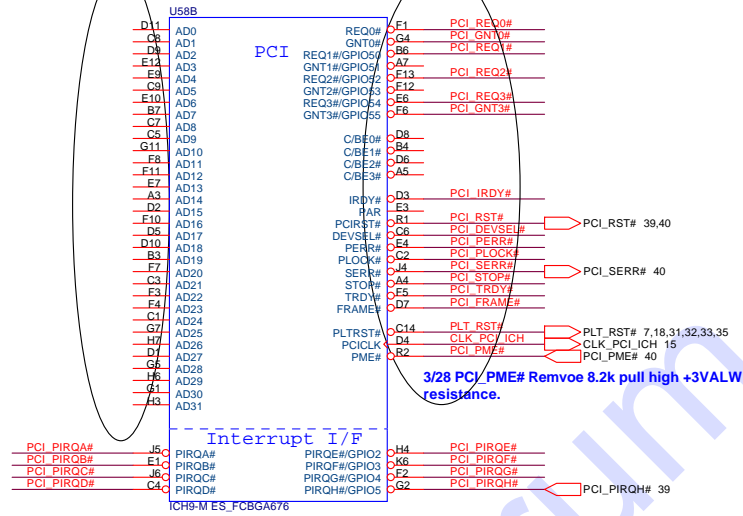 U58B
PCI
D11 AD0
C8 AD1
D9 AD2
E12 AD3
E9 AD4
C9 AD5
E10 AD6
B7 AD7
C7 AD8
C5 AD9
G11 AD10
F8 AD11
F11 AD12
E7 AD13
A3 AD14
D2 AD15
F10 AD16
D5 AD17
D10 AD18
B3 AD19
F7 AD20
C3 AD21
F3 AD22
F4 AD23
C1 AD24
G7 AD25
H7 AD26
D1 AD27
G5 AD28
H6 AD29
G1 AD30
H3 AD31
REQ0# F1 PCI_REQ0#
GNT0# G4 PCI_GNT0#
REQ1#/GPIO50 B6 PCI_REQ1#
GNT1#/GPIO51 A7
REQ2#/GPIO52 F13 PCI_REQ2#
GNT2#/GPIO53 F12
REQ3#/GPIO54 E6 PCI_REQ3#
GNT3#/GPIO55 F6 PCI_GNT3#
C/BE0# D8
C/BE1# B4
C/BE2# D6
C/BE3# A5
IRDY# D3 PCI_IRDY#
PAR E3
PCIRST# R1 PCI_RST# PCI_RST# 39,40
DEVSEL# C6 PCI_DEVSEL#
PERR# E4 PCI_PERR#
PLOCK# C2 PCI_PLOCK#
SERR# J4 PCI_SERR# PCI_SERR# 40
STOP# A4 PCI_STOP#
TRDY# F5 PCI_TRDY#
FRAME# D7 PCI_FRAME#
PLTRST# C14 PLT_RST# PLT_RST# 7,18,31,32,33,35
PCICLK D4 CLK_PCI_ICH CLK_PCI_ICH 15
PME# R2 PCI_PME# PCI_PME# 40
3/28 PCI_PME# Remvoe 8.2k pull high +3VALW
resistance.
Interrupt I/F
PCI_PIRQA# J5 PIRQA# PIRQE#/GPIO2 H4 PCI_PIRQE#
PCI_PIRQB# E1 PIRQB# PIRQF#/GPIO3 K6 PCI_PIRQF#
PCI_PIRQC# J6 PIRQC# PIRQG#/GPIO4 F2 PCI_PIRQG#
PCI_PIRQD# C4 PIRQD# PIRQH#/GPIO5 G2 PCI_PIRQH# PCI_PIRQH# 39
ICH9-M ES_FCBGA676